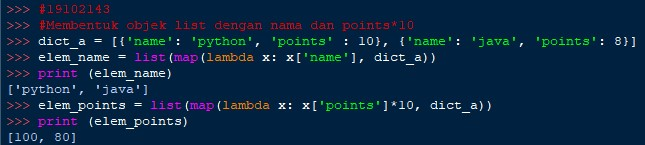 >>> #19102143
>>> #Membentuk objek list dengan nama dan points*10
>>> dict_a = [{'name': 'python', 'points' : 10}, {'name': 'java', 'points': 8}]
>>> elem_name = list(map(lambda x: x['name'], dict_a))
>>> print (elem_name)
['python', 'java']
>>> elem_points = list(map(lambda x: x['points']*10, dict_a))
>>> print (elem_points)
[100, 80]